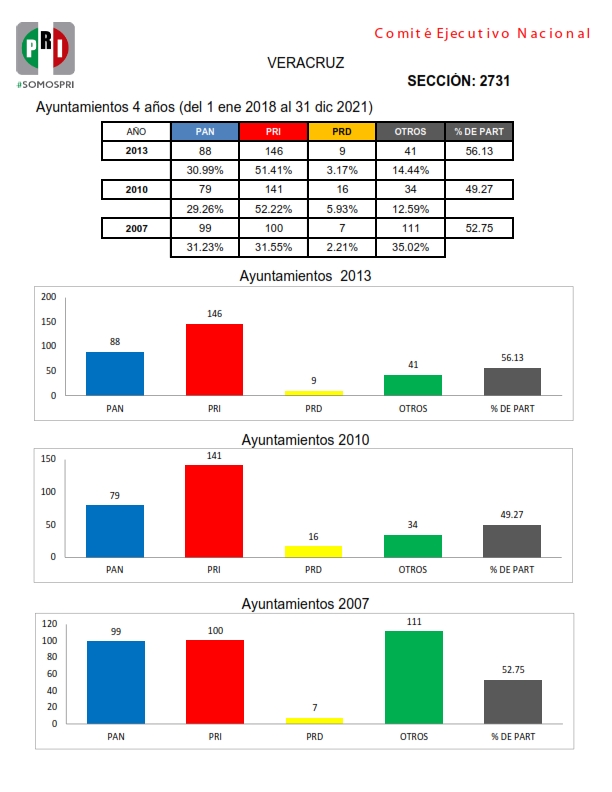 Comité Ejecutivo Nacional
PRI
#SOMOSPRI
VERACRUZ
SECCIÓN: 2731
Ayuntamientos 4 años (del 1 ene 2018 al 31 dic 2021)
AÑO PAN PRI PRD OTROS % DE PART
2013 88 146 9 41 56.13
30.99% 51.41% 3.17% 14.44%
2010 79 141 16 34 49.27
29.26% 52.22% 5.93% 12.59%
2007 99 100 7 111 52.75
31.23% 31.55% 2.21% 35.02%
Ayuntamientos 2013
200
150
100
50
0
88 146 9 41 56.13
PAN PRI PRD OTROS % DE PART
Ayuntamientos 2010
150
100
50
0
79 141 16 34 49.27
PAN PRI PRD OTROS % DE PART
Ayuntamientos 2007
120
100
80
60
40
20
0
99 100 7 111 52.75
PAN PRI PRD OTROS % DE PART